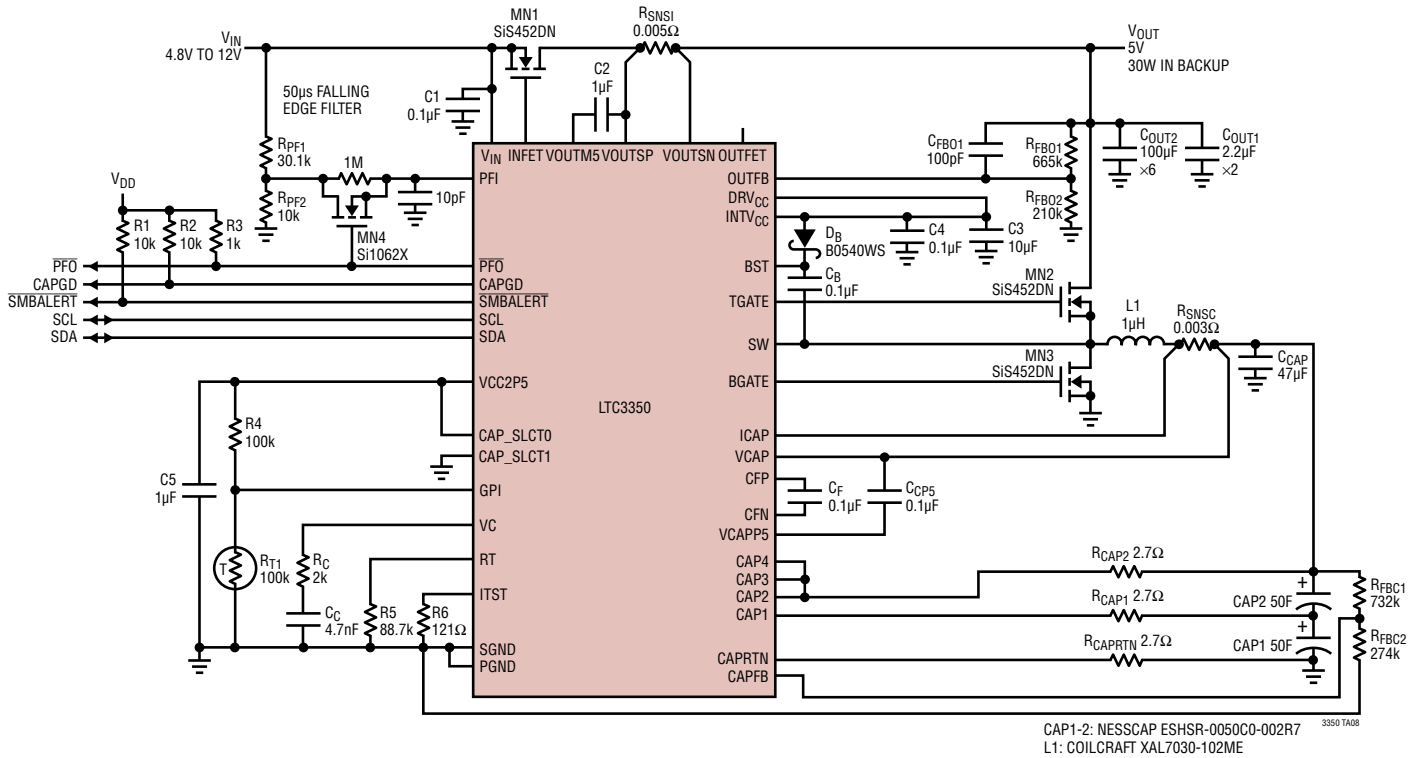 MN1
SiS452DN
RSNSI
0.005Ω
VIN
4.8V TO 12V
VOUT
5V
30W IN BACKUP
C2
1µF
50µs FALLING
EDGE FILTER
C1
0.1µF
CFBO1
100pF
RFBO1
665k
COUT2
100µF
×6
COUT1
2.2µF
×2
RPF1
30.1k
VIN INFET VOUTM5 VOUTSP VOUTSN OUTFET
1M
PFI
OUTFB
VDD
10pF
DRVCC
RPF2
10k
RFBO2
210k
INTVCC
R1
10k
R2
10k
R3
1k
MN4
Si1062X
DB
B0540WS
C4
0.1µF
C3
10µF
PFO
PFO
BST
CAPGD
CAPGD
CB
0.1µF
MN2
SiS452DN
SMBALERT
SMBALERT
TGATE
SCL
SCL
L1
1µH
RSNSC
0.003Ω
SDA
SDA
SW
CCAP
47µF
MN3
SiS452DN
VCC2P5
BGATE
LTC3350
R4
100k
CAP_SLCT0
ICAP
CAP_SLCT1
VCAP
C5
1µF
GPI
CFP
CF
0.1µF
CCP5
0.1µF
CFN
VC
VCAPP5
RT
CAP4
RCAP2 2.7Ω
T
RT1
100k
RC
2k
CAP3
ITST
CAP2
+
CAP2 50F
RFBC1
732k
CAP1
RCAP1 2.7Ω
CC
4.7nF
R5
88.7k
R6
121Ω
+
CAP1 50F
RFBC2
274k
SGND
PGND
CAPRTN
RCAPRTN 2.7Ω
CAPFB
3350 TA08
CAP1-2: NESSCAP ESHSR-0050C0-002R7
L1: COILCRAFT XAL7030-102ME